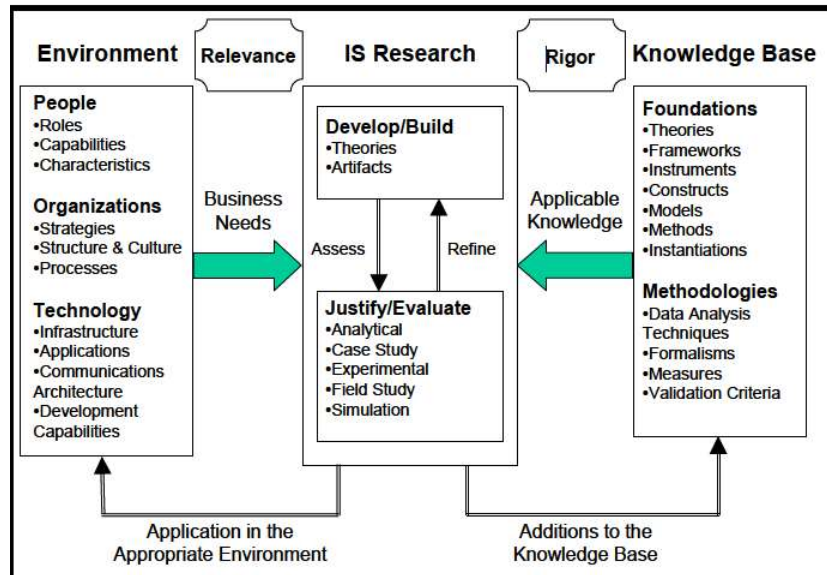 Environment
Relevance
IS Research
Rigor
Knowledge Base
People
•Roles
•Capabilities
•Characteristics
Organizations
•Strategies
•Structure & Culture
•Processes
Technology
•Infrastructure
•Applications
•Communications
Architecture
•Development
Capabilities
Business
Needs
Develop/Build
•Theories
•Artifacts
Assess
Refine
Justify/Evaluate
•Analytical
•Case Study
•Experimental
•Field Study
•Simulation
Applicable
Knowledge
Foundations
•Theories
•Frameworks
•Instruments
•Constructs
•Models
•Methods
•Instantiations
Methodologies
•Data Analysis
Techniques
•Formalisms
•Measures
•Validation Criteria
Application in the
Appropriate Environment
Additions to the
Knowledge Base